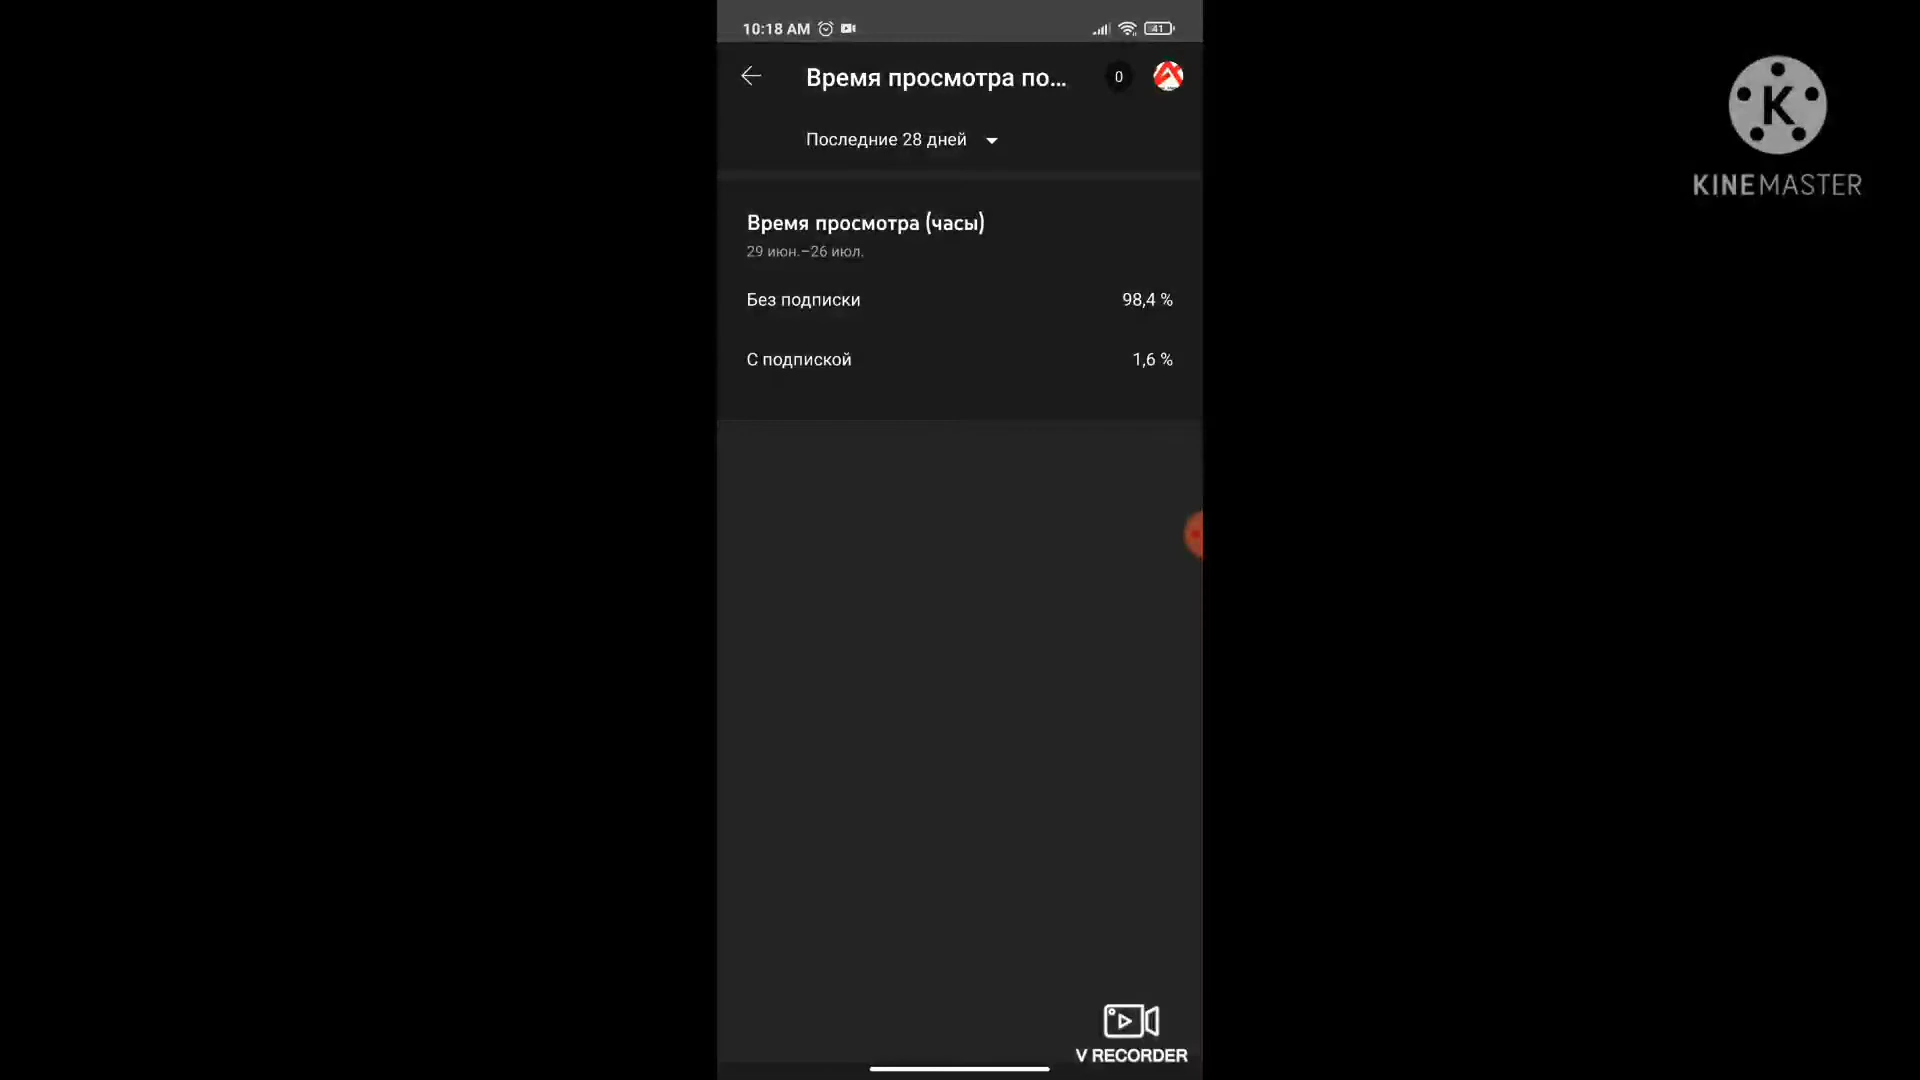 10:18 AM
41
Время просмотра по...
0
Последние 28 дней
Время просмотра (часы)
29 июн.–26 июл.
Без подписки 98,4 %
С подпиской 1,6 %
K
KINEMASTER
V RECORDER